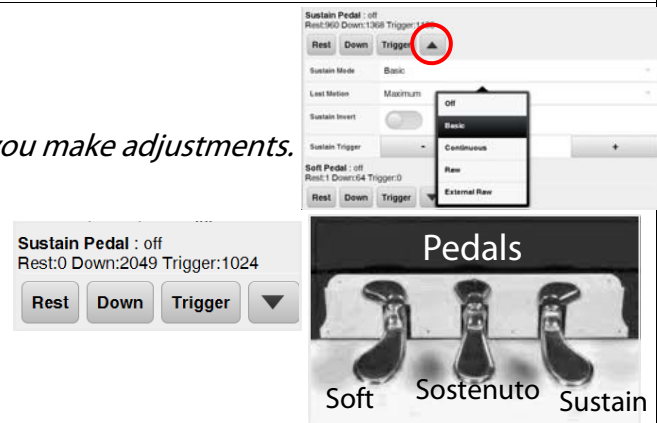 Sustain Pedal : off
Rest:960 Down:1368 Trigger:
Rest Down Trigger
Sustain Mode Basic
Last Motion Maximum
Sustain Invert
Sustain Trigger - +
Off
Basic
Continuous
Raw
External Raw
Soft Pedal : off
Rest:1 Down:64 Trigger:0
Rest Down Trigger
you make adjustments.
Sustain Pedal : off
Rest:0 Down:2049 Trigger:1024
Rest Down Trigger
Pedals
Soft Sostenuto Sustain